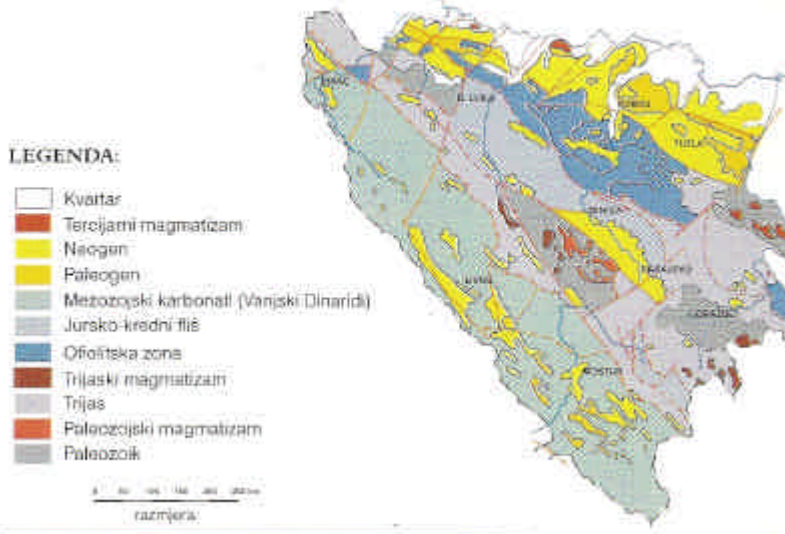 LEGENDA:
Kvartar
Tercijarni magmatizam
Neogen
Paleogen
Mezozojski karbonati (Vanjski Dinaridi)
Jursko-kredni fliš
Ofiolitska zona
Trijaski magmatizam
Trijas
Paleozojski magmatizam
Paleozoik
razmjera
B. LUKA
TUZLA
ZENICA
SARAJEVO
GORAŽDE
MOSTAR